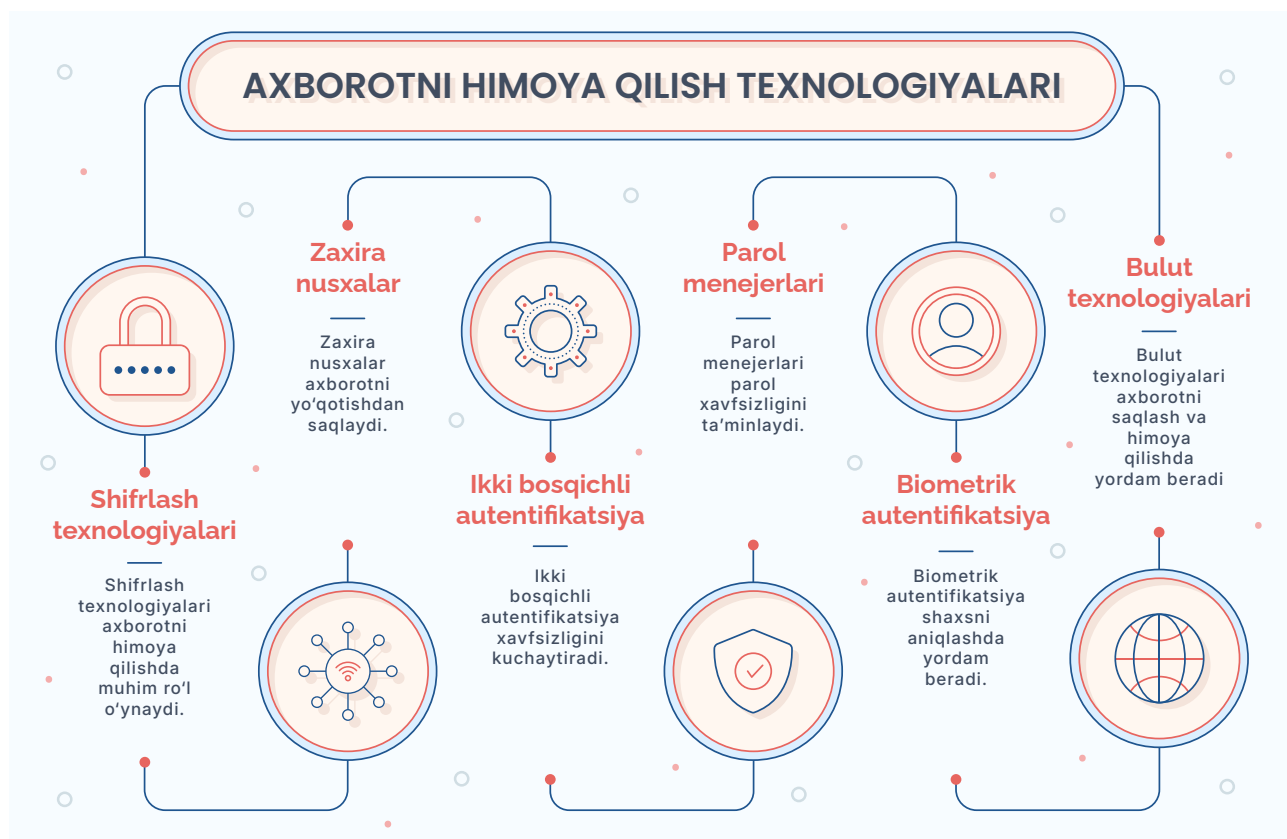 AXBOROTNI HIMOYA QILISH TEXNOLOGIYALARI
Shifrlash
texnologiyalari
Shifrlash
texnologiyalari
axborotni
himoya
qilishda
muhim ro‘l
o‘ynaydi.
Zaxira
nusxalar
Zaxira
nusxalar
axborotni
yo‘qotishdan
saqlaydi.
Ikki bosqichli
autentifikatsiya
Ikki
bosqichli
autentifikatsiya
xavfsizligini
kuchaytiradi.
Parol
menejerlari
Parol
menejerlari
parol
xavfsizligini
ta’minlaydi.
Biometrik
autentifikatsiya
Biometrik
autentifikatsiya
shaxsni
aniqlashda
yordam
beradi.
Bulut
texnologiyalari
Bulut
texnologiyalari
axborotni
saqlash va
himoya
qilishda
yordam beradi